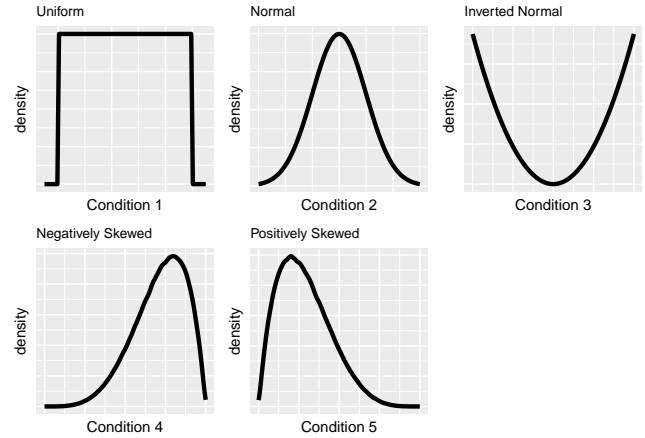 Uniform
density
Condition 1
Normal
density
Condition 2
Inverted Normal
density
Condition 3
Negatively Skewed
density
Condition 4
Positively Skewed
density
Condition 5